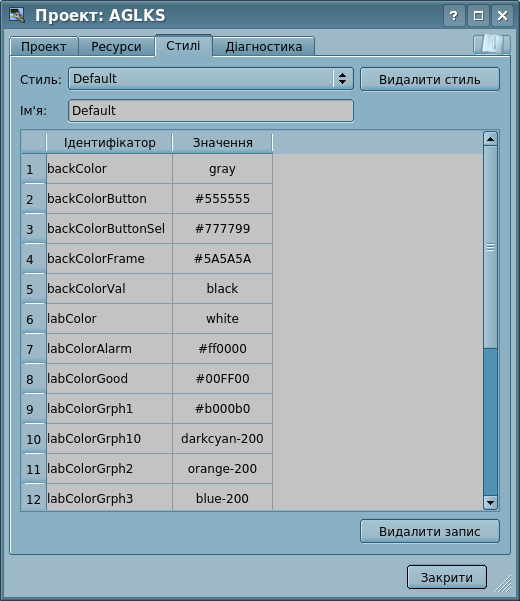 Проект: AGLKS
Проект Ресурси Стилі Діагностика
Стиль: Default Видалити стиль
Ім'я: Default
Ідентифікатор Значення
1 backColor gray
2 backColorButton #555555
3 backColorButtonSel #777799
4 backColorFrame #5A5A5A
5 backColorVal black
6 labColor white
7 labColorAlarm #ff0000
8 labColorGood #00FF00
9 labColorGrph1 #b000b0
10 labColorGrph10 darkcyan-200
11 labColorGrph2 orange-200
12 labColorGrph3 blue-200
Видалити запис
Закрити